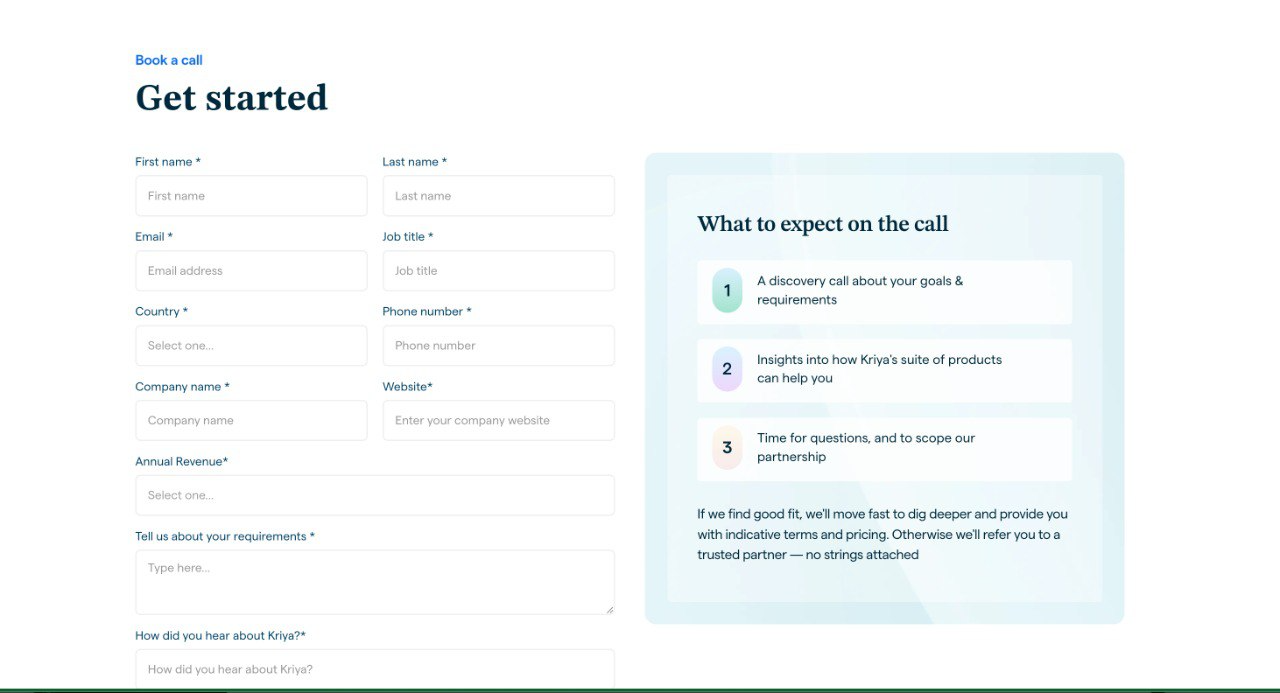 Book a call
Get started
First name *
Last name *
First name
Last name
Email *
Job title *
Email address
Job title
Country *
Phone number *
Select one...
Phone number
Company name *
Website*
Company name
Enter your company website
Annual Revenue*
Select one...
Tell us about your requirements *
Type here...
How did you hear about Kriya?*
How did you hear about Kriya?
What to expect on the call
1
A discovery call about your goals &
requirements
2
Insights into how Kriya's suite of products
can help you
3
Time for questions, and to scope our
partnership
If we find good fit, we'll move fast to dig deeper and provide you
with indicative terms and pricing. Otherwise we'll refer you to a
trusted partner — no strings attached